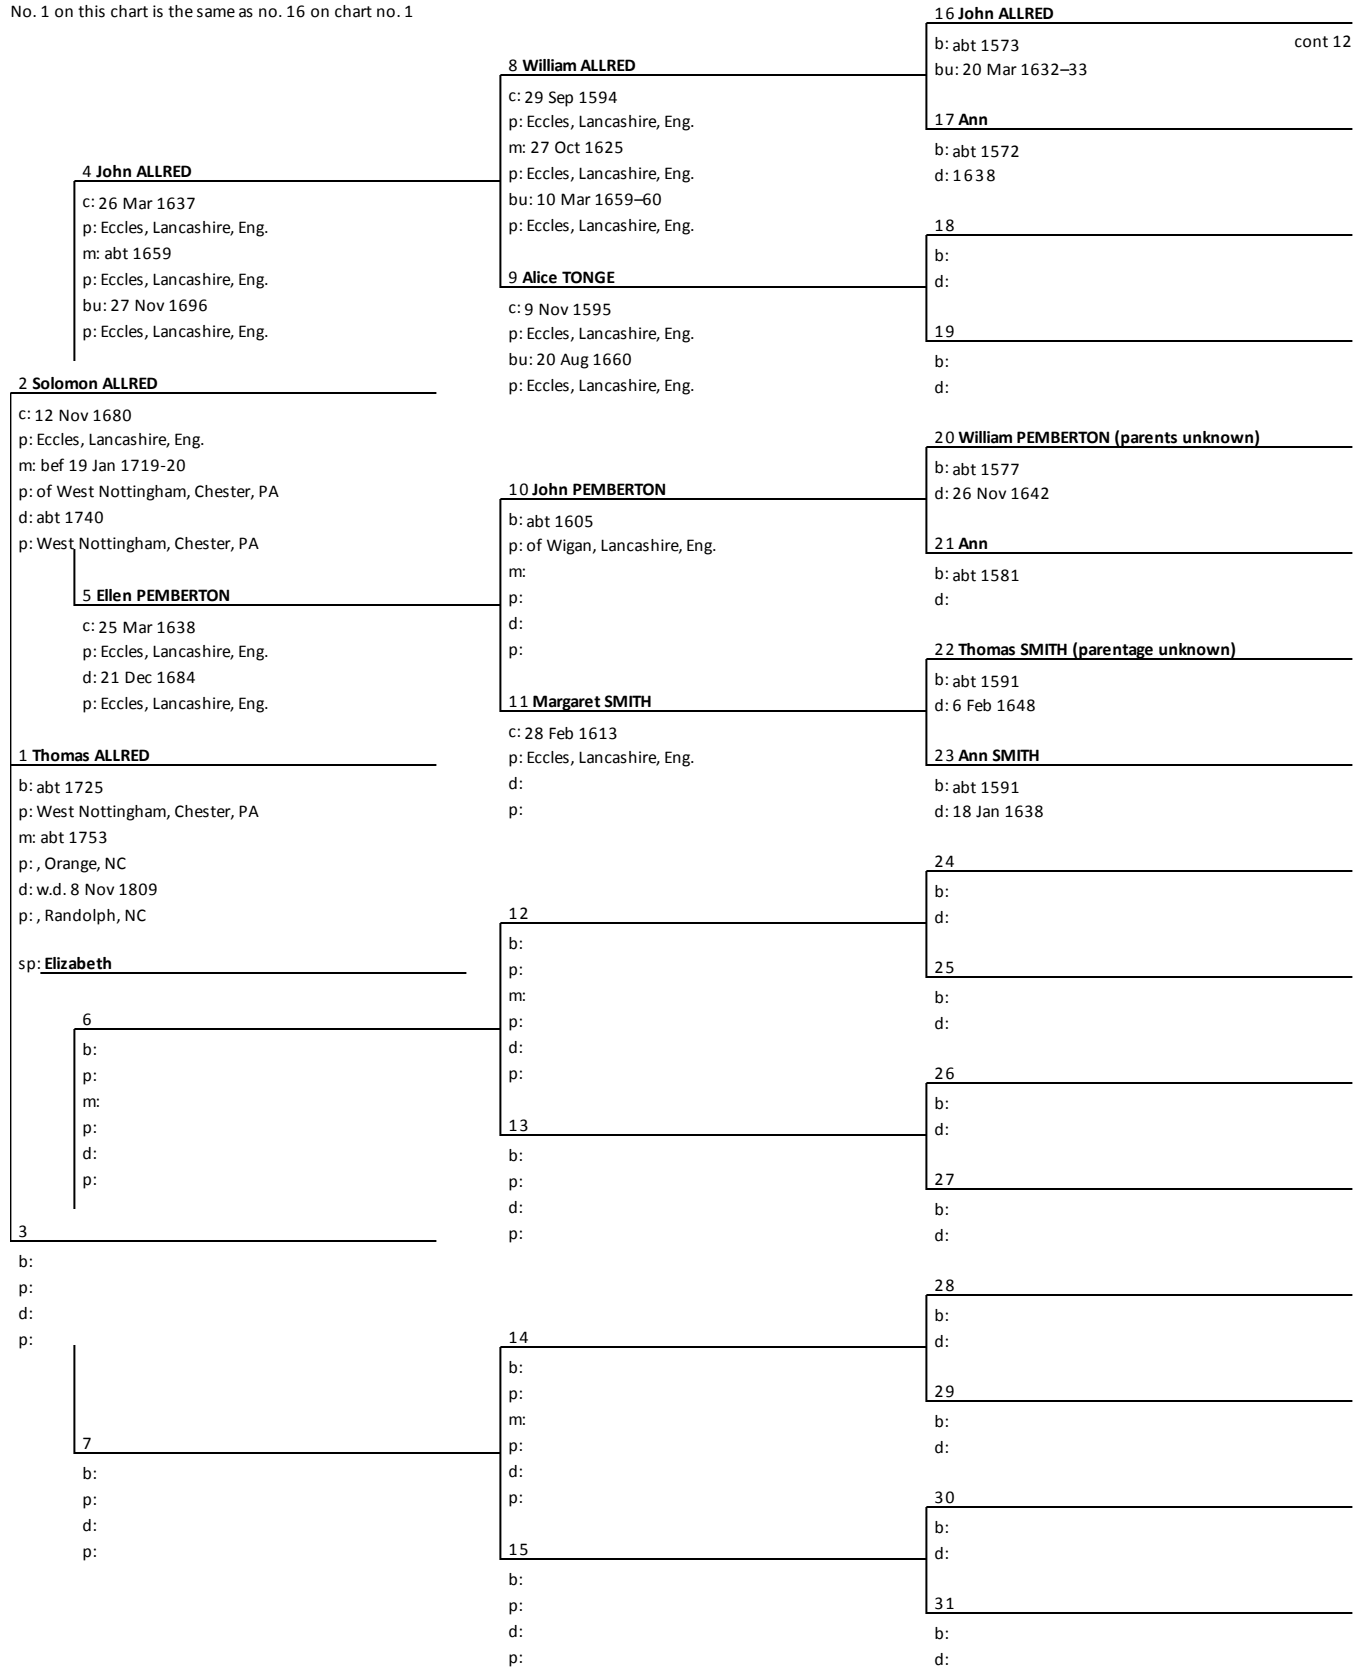 No. 1 on this chart is the same as no. 16 on chart no. 1
16 John ALLRED
b: abt 1573
cont 12
bu: 20 Mar 1632–33
8 William ALLRED
c: 29 Sep 1594
p: Eccles, Lancashire, Eng.
m: 27 Oct 1625
p: Eccles, Lancashire, Eng.
bu: 10 Mar 1659–60
p: Eccles, Lancashire, Eng.
17 Ann
b: abt 1572
d: 1638
4 John ALLRED
c: 26 Mar 1637
p: Eccles, Lancashire, Eng.
m: abt 1659
p: Eccles, Lancashire, Eng.
bu: 27 Nov 1696
p: Eccles, Lancashire, Eng.
18
b:
d:
9 Alice TONGE
c: 9 Nov 1595
p: Eccles, Lancashire, Eng.
bu: 20 Aug 1660
p: Eccles, Lancashire, Eng.
19
b:
d:
2 Solomon ALLRED
c: 12 Nov 1680
p: Eccles, Lancashire, Eng.
m: bef 19 Jan 1719-20
p: of West Nottingham, Chester, PA
d: abt 1740
p: West Nottingham, Chester, PA
20 William PEMBERTON (parents unknown)
b: abt 1577
d: 26 Nov 1642
10 John PEMBERTON
b: abt 1605
p: of Wigan, Lancashire, Eng.
m:
p:
d:
p:
21 Ann
b: abt 1581
d:
5 Ellen PEMBERTON
c: 25 Mar 1638
p: Eccles, Lancashire, Eng.
d: 21 Dec 1684
p: Eccles, Lancashire, Eng.
22 Thomas SMITH (parentage unknown)
b: abt 1591
d: 6 Feb 1648
11 Margaret SMITH
c: 28 Feb 1613
p: Eccles, Lancashire, Eng.
d:
p:
23 Ann SMITH
b: abt 1591
d: 18 Jan 1638
1 Thomas ALLRED
b: abt 1725
p: West Nottingham, Chester, PA
m: abt 1753
p: , Orange, NC
d: w.d. 8 Nov 1809
p: , Randolph, NC
sp: Elizabeth
24
b:
d:
12
b:
p:
m:
p:
d:
p:
25
b:
d:
6
b:
p:
m:
p:
d:
p:
26
b:
d:
13
b:
p:
d:
p:
27
b:
d:
3
b:
p:
d:
p:
28
b:
d:
14
b:
p:
m:
p:
d:
p:
29
b:
d:
7
b:
p:
d:
p:
30
b:
d:
15
b:
p:
d:
p:
31
b:
d: